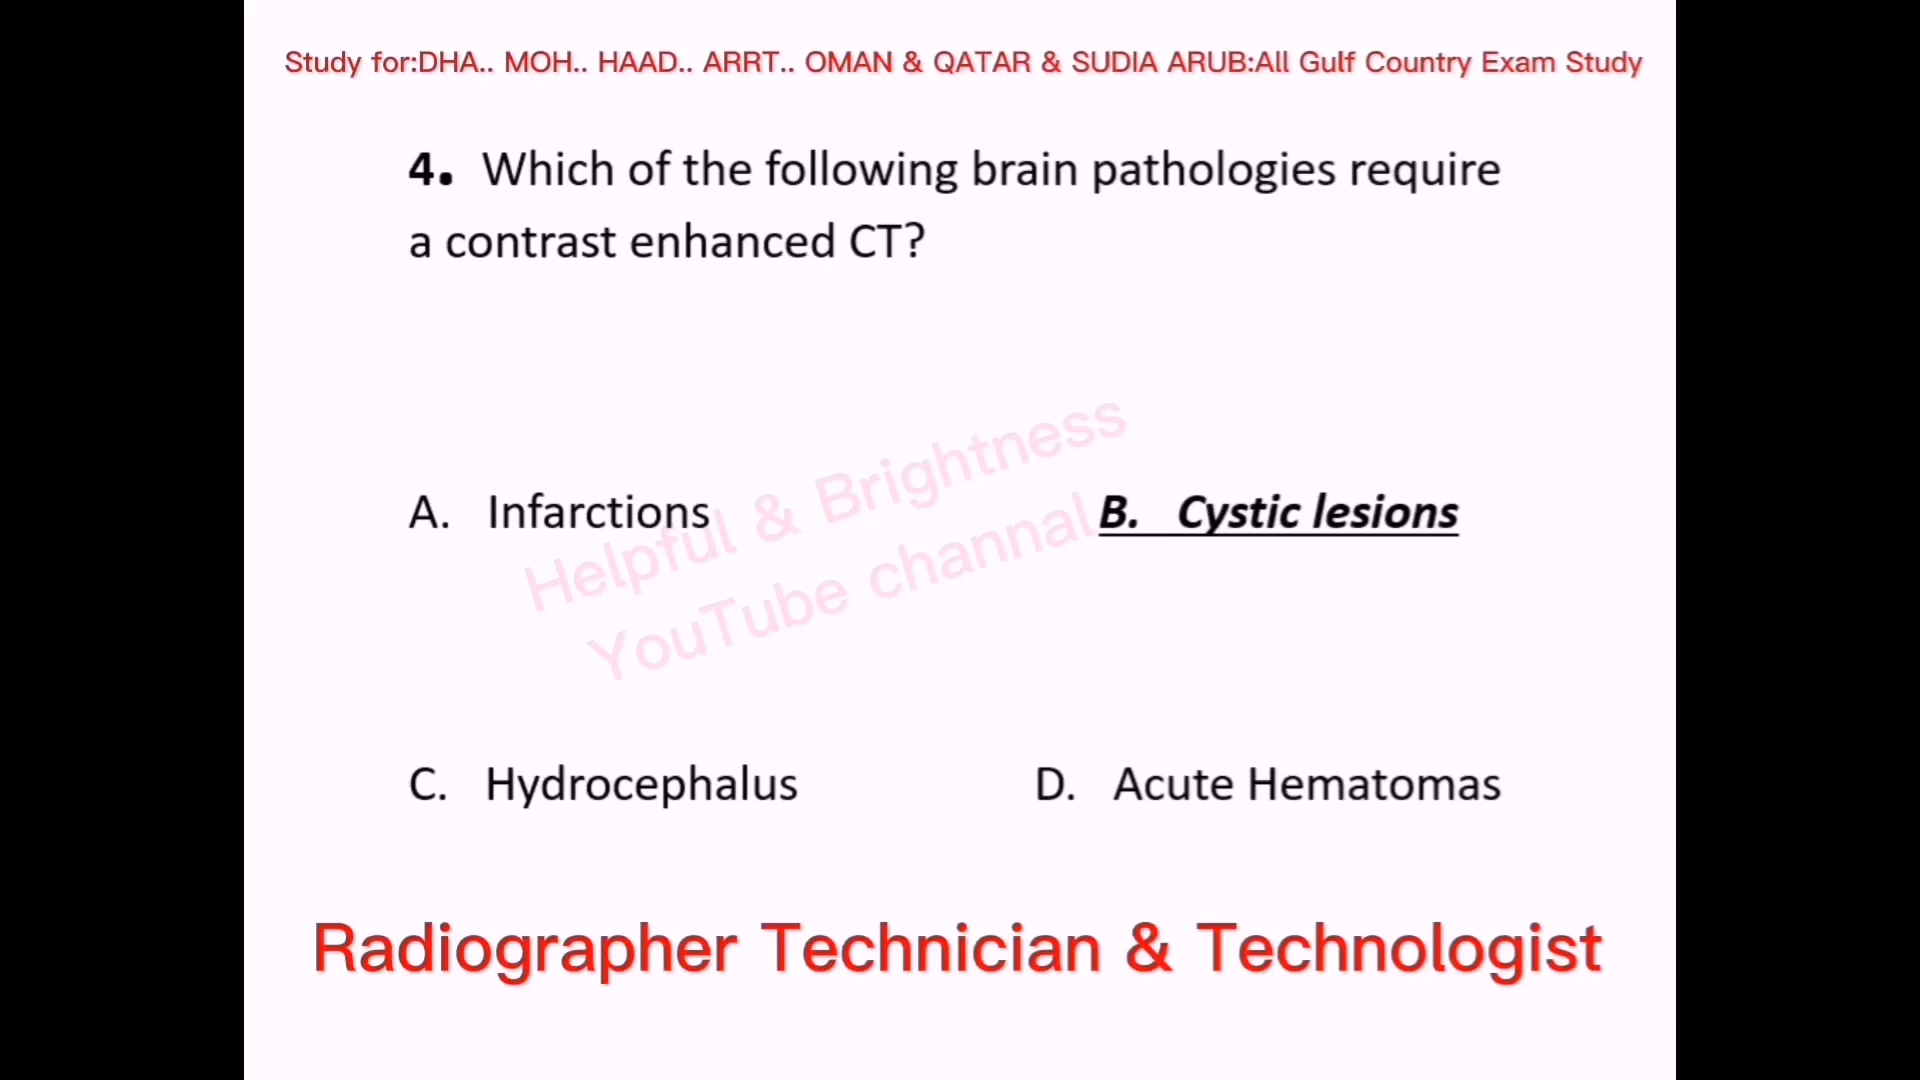 Study for:DHA.. MOH.. HAAD.. ARRT.. OMAN & QATAR & SUDIA ARUB:All Gulf Country Exam Study
4. Which of the following brain pathologies require
a contrast enhanced CT?
Helpful & Brightness
YouTube channal
A. Infarctions
B. Cystic lesions
C. Hydrocephalus
D. Acute Hematomas
Radiographer Technician & Technologist